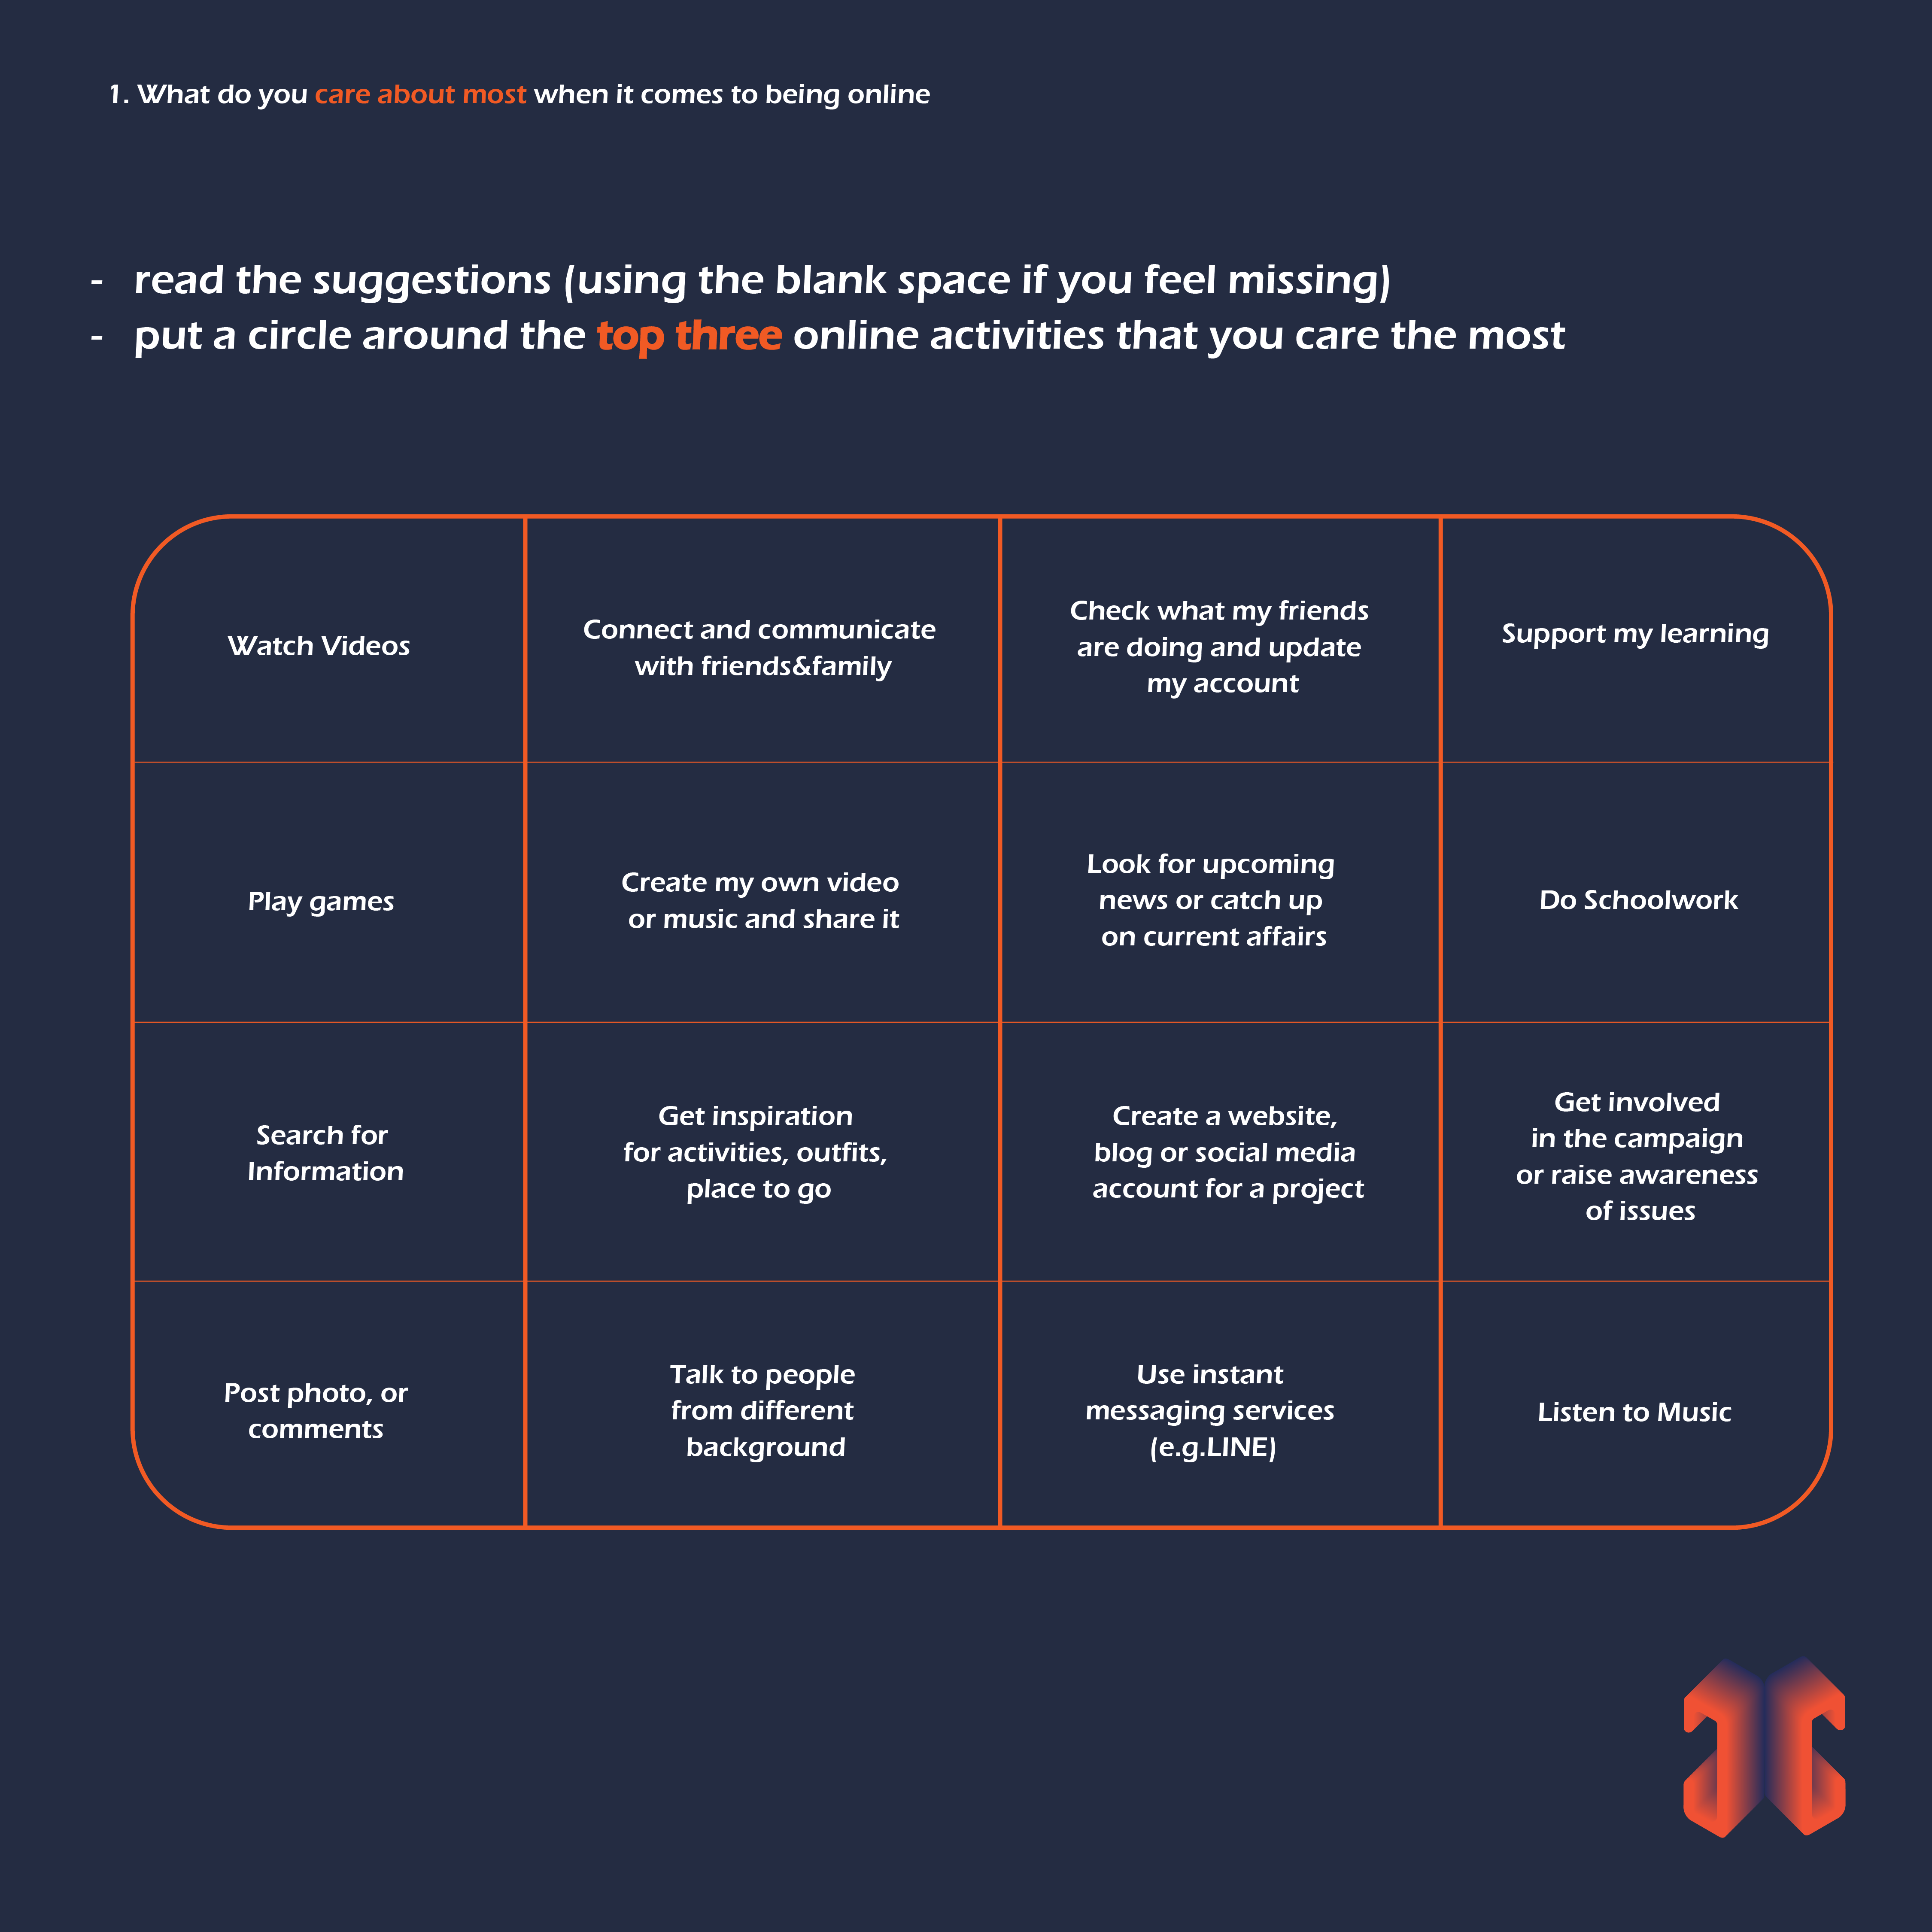 1. What do you care about most when it comes to being online
- read the suggestions (using the blank space if you feel missing)
- put a circle around the top three online activities that you care the most
Watch Videos
Connect and communicate
with friends&family
Check what my friends
are doing and update
my account
Support my learning
Play games
Create my own video
or music and share it
Look for upcoming
news or catch up
on current affairs
Do Schoolwork
Search for
Information
Get inspiration
for activities, outfits,
place to go
Create a website,
blog or social media
account for a project
Get involved
in the campaign
or raise awareness
of issues
Post photo, or
comments
Talk to people
from different
background
Use instant
messaging services
(e.g.LINE)
Listen to Music